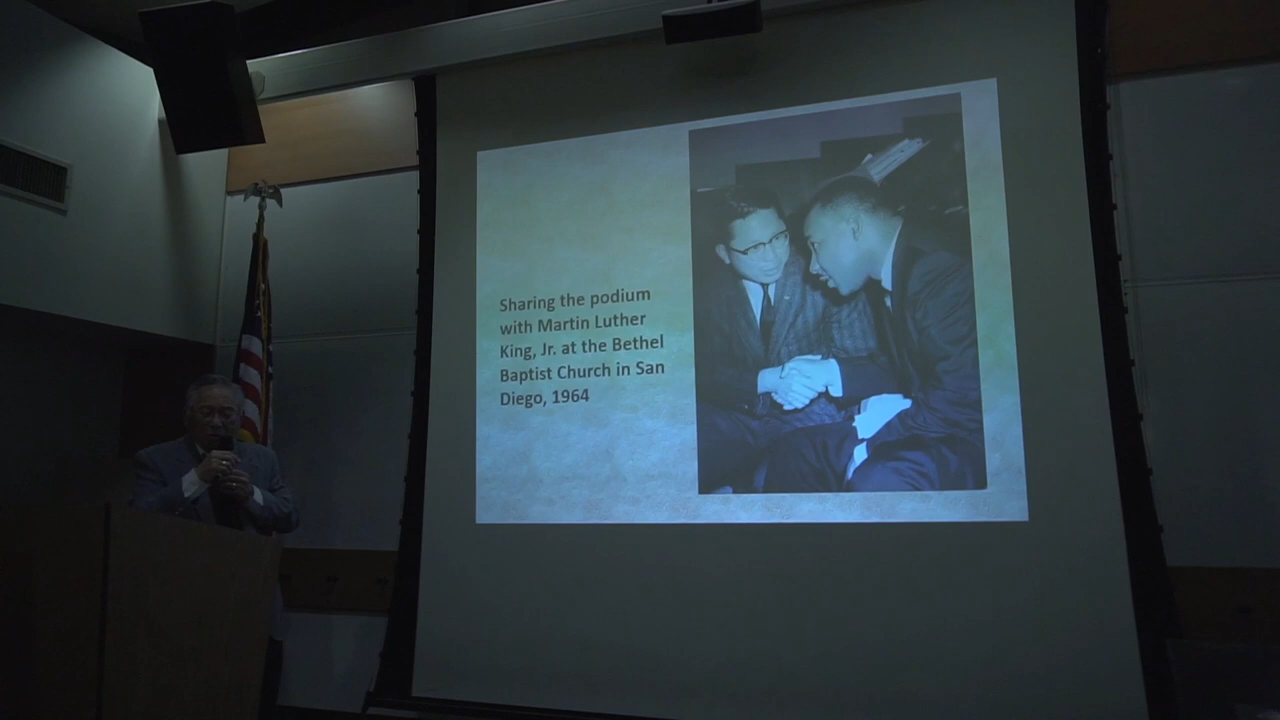 Sharing the podium
with Martin Luther
King, Jr. at the Bethel
Baptist Church in San
Diego, 1964